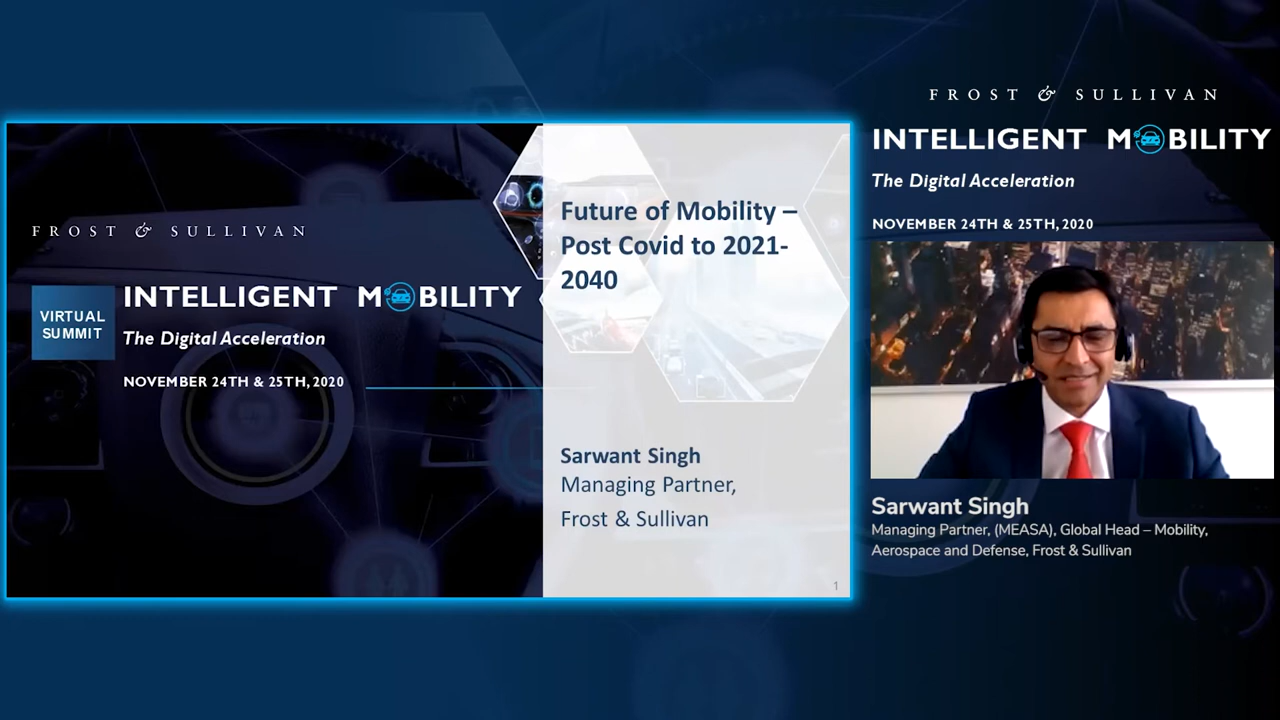 FROST & SULLIVAN
VIRTUAL
SUMMIT
INTELLIGENT MOBILITY
The Digital Acceleration
NOVEMBER 24TH & 25TH, 2020
Future of Mobility –
Post Covid to 2021-
2040
Sarwant Singh
Managing Partner,
Frost & Sullivan
1
FROST & SULLIVAN
INTELLIGENT MOBILITY
The Digital Acceleration
NOVEMBER 24TH & 25TH, 2020
Sarwant Singh
Managing Partner, (MEASA), Global Head – Mobility,
Aerospace and Defense, Frost & Sullivan